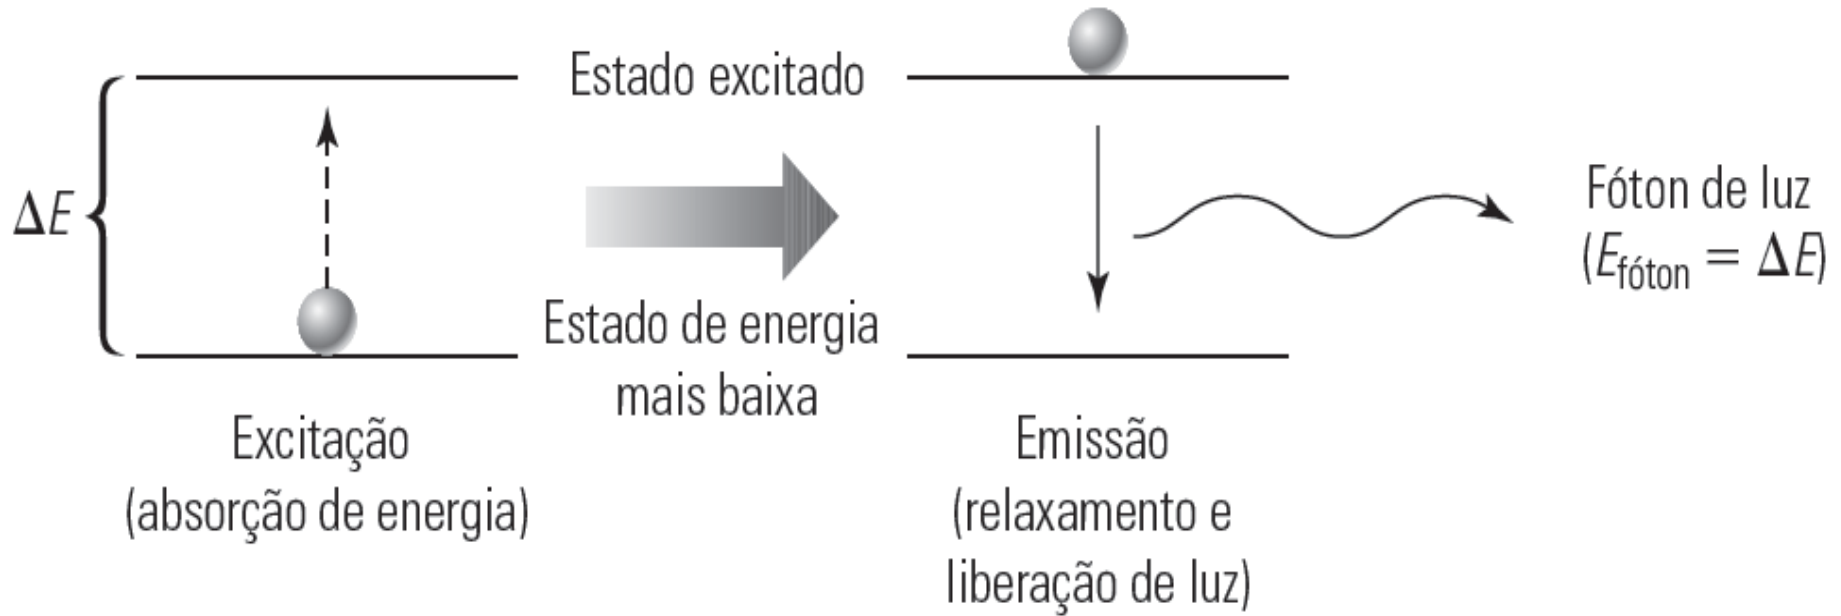 Estado excitado
ΔE
Fóton de luz
(Efóton = ΔE)
Estado de energia
mais baixa
Excitação
(absorção de energia)
Emissão
(relaxamento e
liberação de luz)